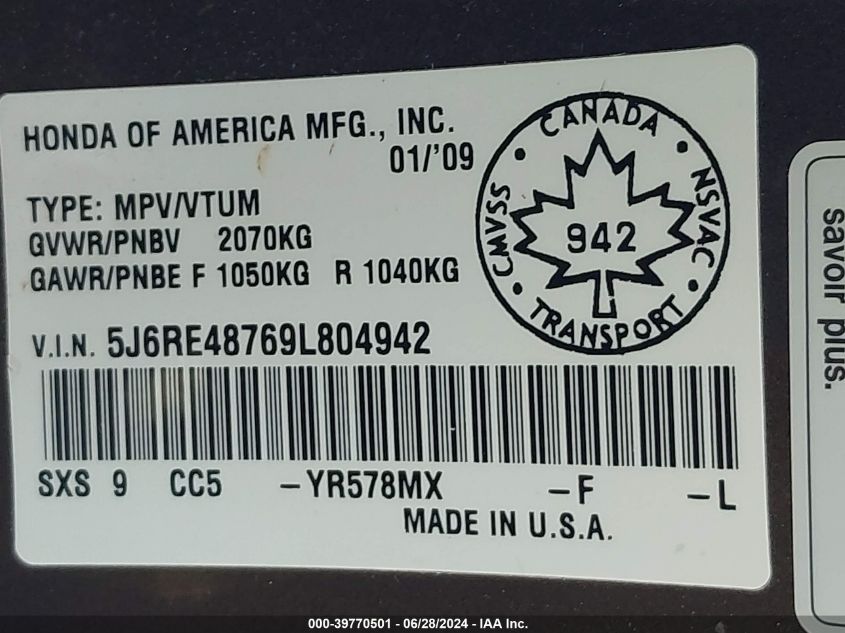 HONDA OF AMERICA MFG., INC.
01/'09
TYPE: MPV/VTUM
GVWR/PNBV 2070KG
GAWR/PNBE F 1050KG R 1040KG
V.I.N. 5J6RE48769L804942
SXS 9 CC5 -YR578MX -F -L
MADE IN U.S.A.
CANADA
CMVSS • NSVAC
942
TRANSPORT
savoir plus.
000-39770501 - 06/28/2024 - IAA Inc.